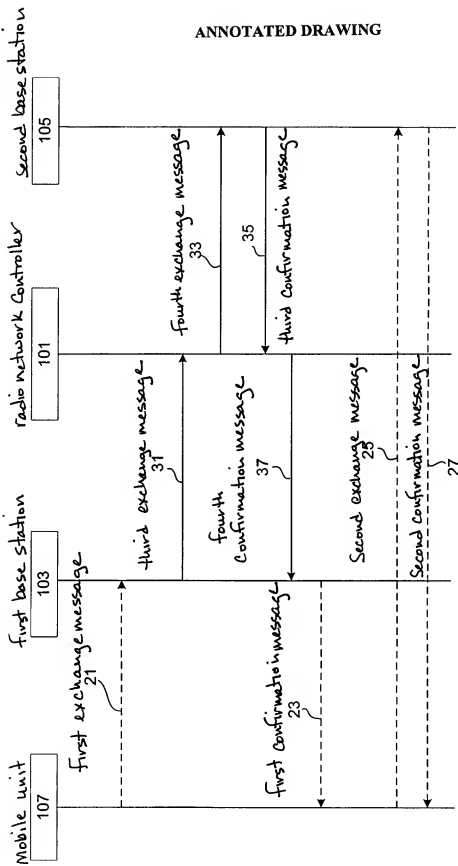 ANNOTATED DRAWING
Mobile unit
107
first base station
103
radio network controller
101
second base station
105
first exchange message
21
third exchange message
31
fourth exchange message
33
35
third confirmation message
fourth
confirmation message
37
first confirmation message
23
Second exchange message
25
Second confirmation message
27